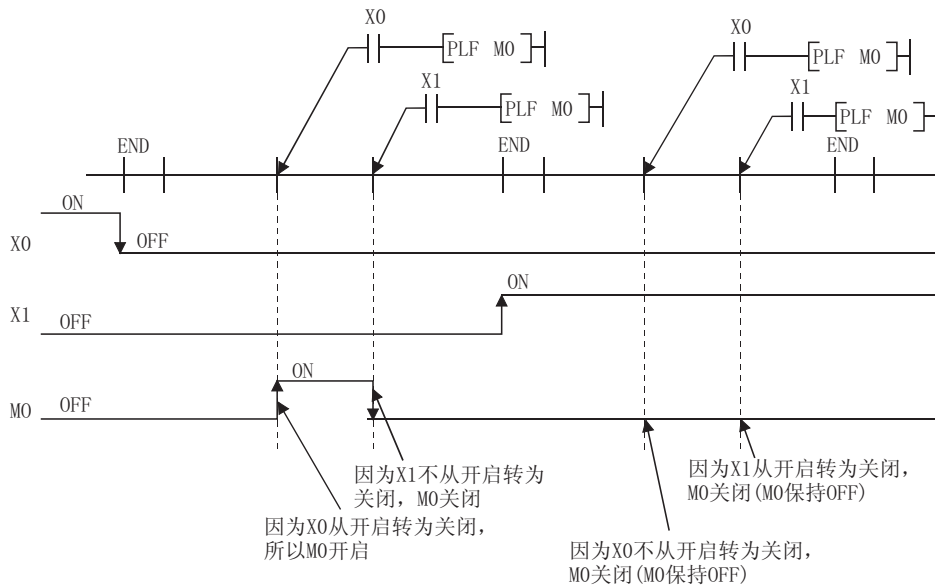 X0
PLF M0
X1
PLF M0
X0
PLF M0
X1
PLF M0
END
END
END
ON
X0
OFF
ON
X1
OFF
ON
M0
OFF
因为X1不从开启转为
关闭, M0关闭
因为X0从开启转为关闭,
所以M0开启
因为X1从开启转为关闭,
M0关闭(M0保持OFF)
因为X0不从开启转为关闭,
M0关闭(M0保持OFF)